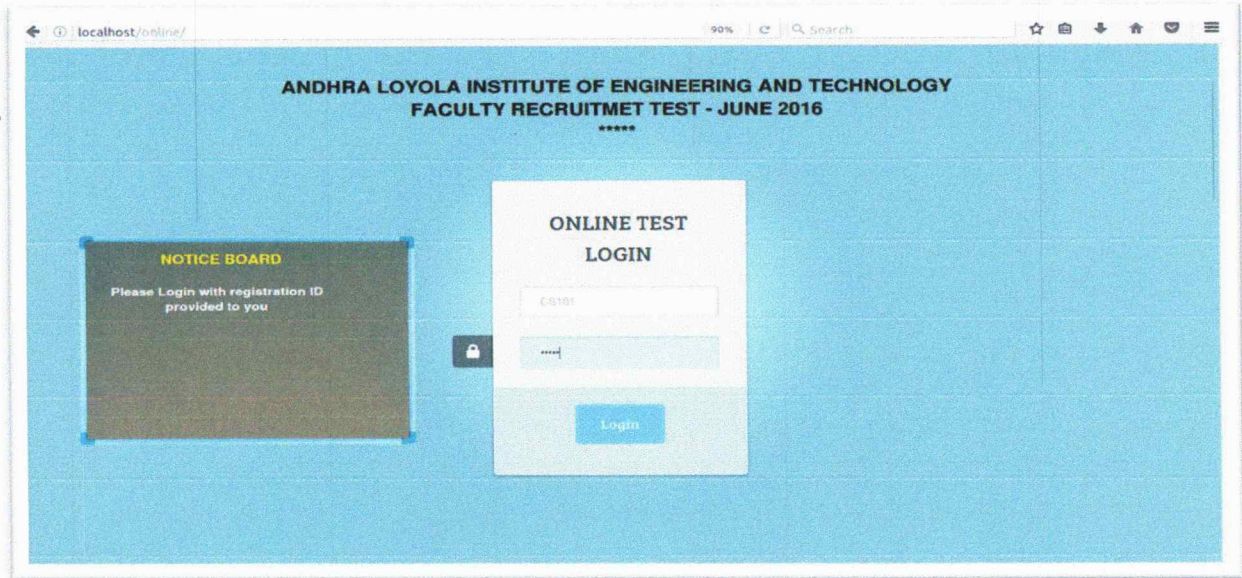 localhost/online/
90%
Search
ANDHRA LOYOLA INSTITUTE OF ENGINEERING AND TECHNOLOGY
FACULTY RECRUITMET TEST - JUNE 2016
*****
NOTICE BOARD
Please Login with registration ID
provided to you
ONLINE TEST
LOGIN
CS101
•••••
Login